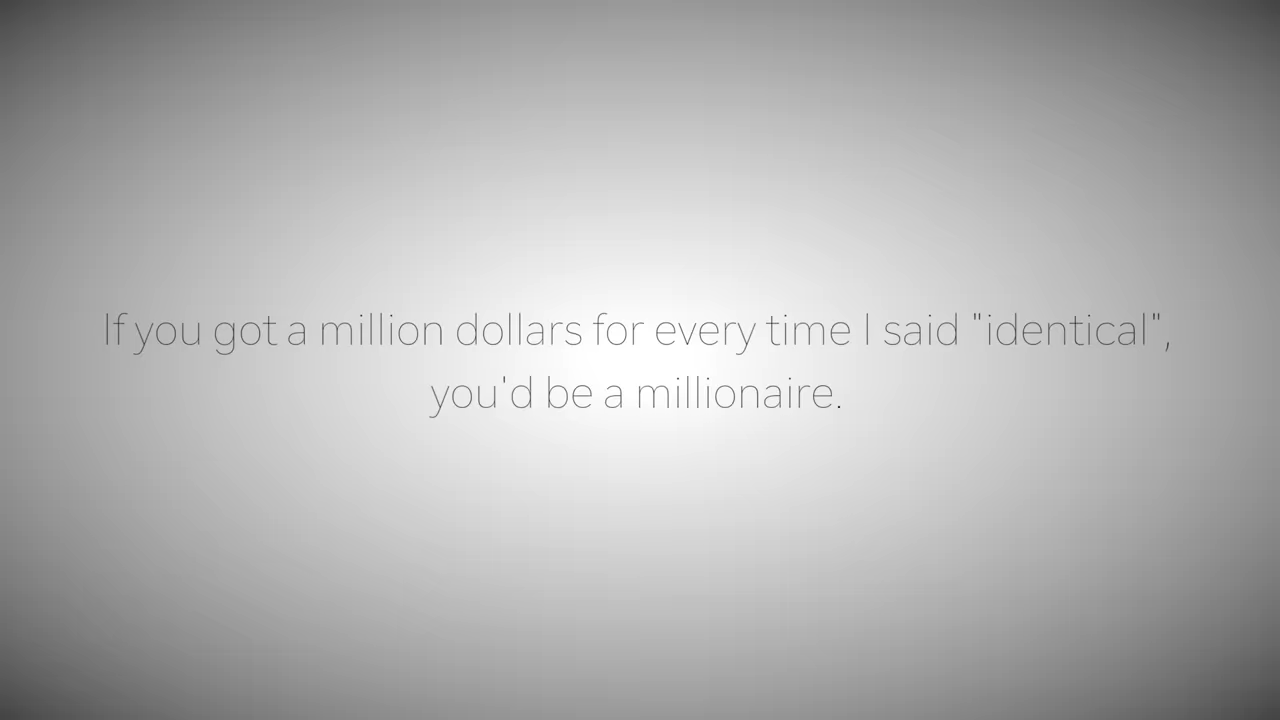 If you got a million dollars for every time I said "identical",
you'd be a millionaire.